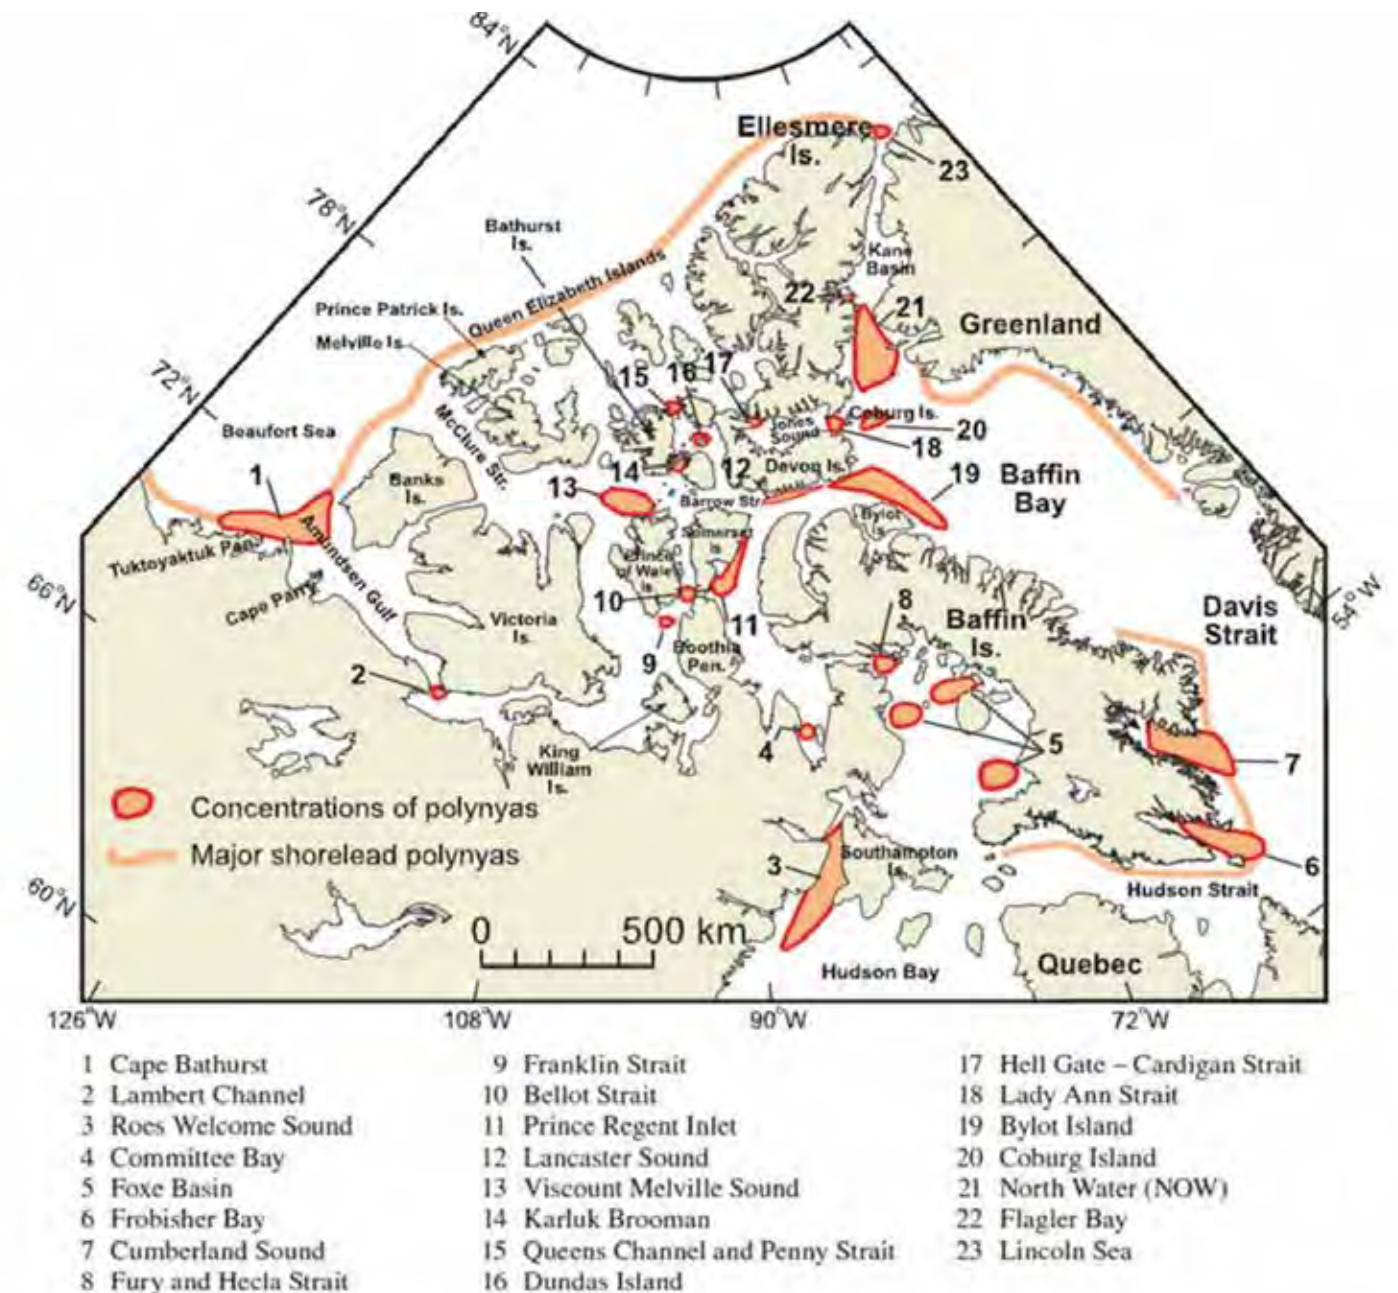 84°N
Ellesmere
Is.
23
78°N
Bathurst
Is.
Kane
Basin
Queen Elizabeth Islands
22
21
Prince Patrick Is.
Greenland
Melville Is.
72°N
15
16
17
Beaufort Sea
McClure Str.
Coburg Is.
Jones
Sound
20
18
1
14
12
Devon Is.
19
Baffin
Bay
Banks
Is.
13
Barrow Str.
Bylot
Is.
Amundsen Gulf
Somerset
Is
Tuktoyaktuk Pen.
Prince
of Wales
Is
66°N
Cape Parry
10
8
Davis
Strait
54°W
Victoria
Is.
11
Baffin
Is.
9
Boothia
Pen.
2
4
5
King
William
Is.
7
Concentrations of polynyas
Major shorelead polynyas
3
Southampton
Is.
6
60°N
Hudson Strait
0
500 km
Hudson Bay
Quebec
126°W
108°W
90°W
72°W
1 Cape Bathurst
2 Lambert Channel
3 Roes Welcome Sound
4 Committee Bay
5 Foxe Basin
6 Frobisher Bay
7 Cumberland Sound
8 Fury and Hecla Strait
9 Franklin Strait
10 Bellot Strait
11 Prince Regent Inlet
12 Lancaster Sound
13 Viscount Melville Sound
14 Karluk Brooman
15 Queens Channel and Penny Strait
16 Dundas Island
17 Hell Gate – Cardigan Strait
18 Lady Ann Strait
19 Bylot Island
20 Coburg Island
21 North Water (NOW)
22 Flagler Bay
23 Lincoln Sea